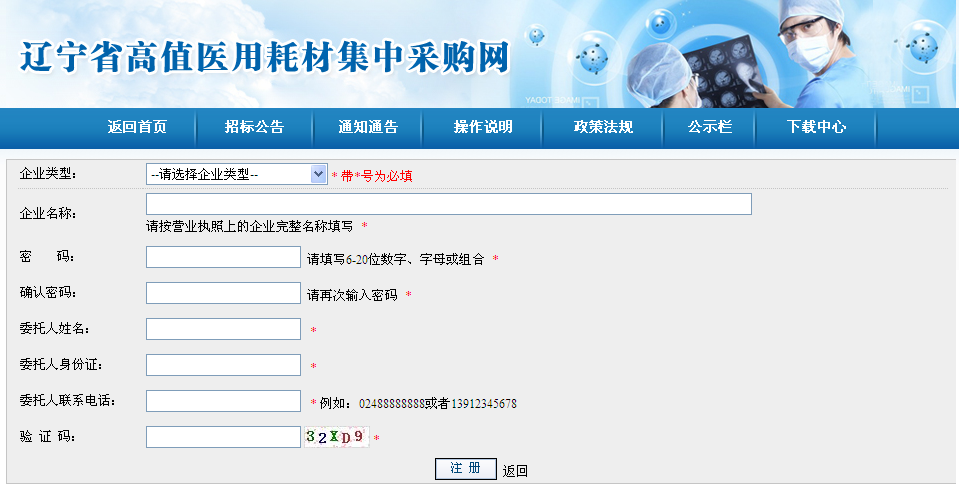 辽宁省高值医用耗材集中采购网
返回首页 招标公告 通知通告 操作说明 政策法规 公示栏 下载中心
企业类型： --请选择企业类型-- * 带*号为必填
企业名称：
请按营业执照上的企业完整名称填写 *
密 码： 请填写6-20位数字、字母或组合 *
确认密码： 请再次输入密码 *
委托人姓名： *
委托人身份证： *
委托人联系电话： * 例如：02488888888或者13912345678
验 证 码： 32XD9 *
注 册 返回